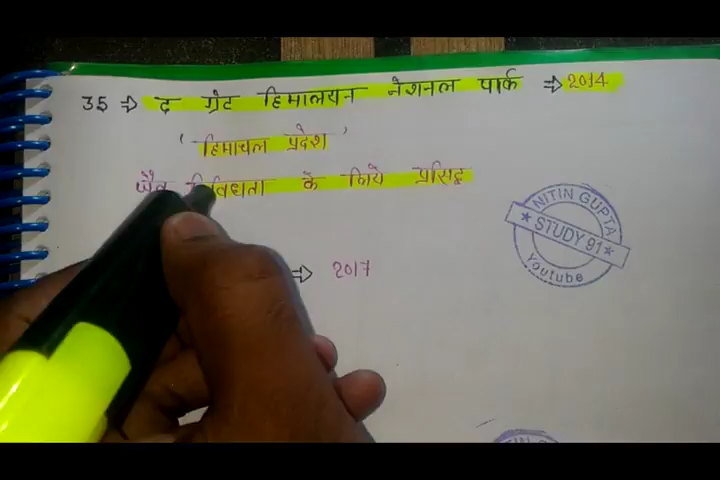 35 ⇒ द ग्रेट हिमालयन नेशनल पार्क ⇒ 2014
' हिमाचल प्रदेश '
जैव विविधता के लिये प्रसिद्ध
⇒ 2017
NITIN GUPTA
★ STUDY 91 ★
Youtube